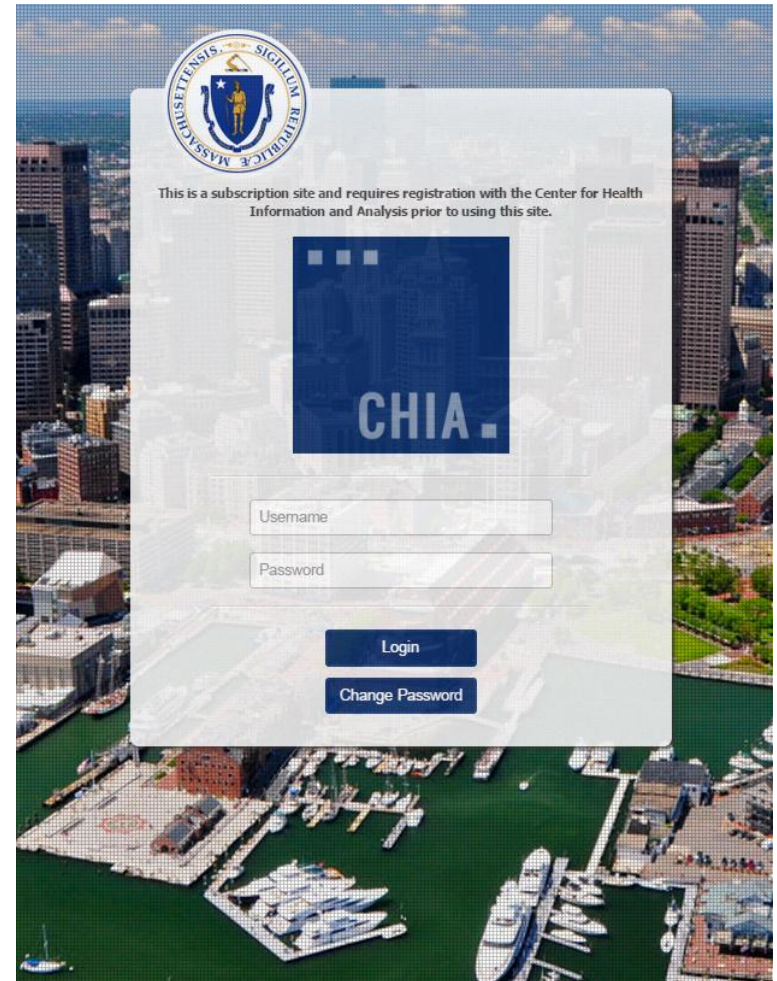 SIGILLUM REIPUBLICÆ MASSACHUSETTENSIS.
This is a subscription site and requires registration with the Center for Health
Information and Analysis prior to using this site.
CHIA.
Username
Password
Login
Change Password